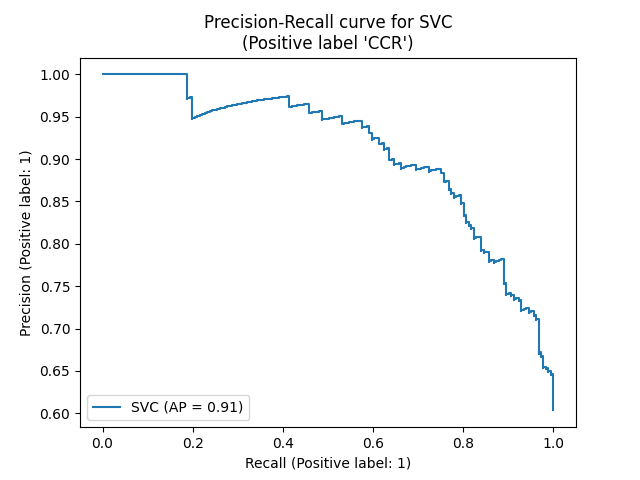 Precision-Recall curve for SVC
(Positive label 'CCR')
1.00
0.95
0.90
0.85
0.80
0.75
0.70
0.65
0.60
Precision (Positive label: 1)
SVC (AP = 0.91)
0.0 0.2 0.4 0.6 0.8 1.0
Recall (Positive label: 1)